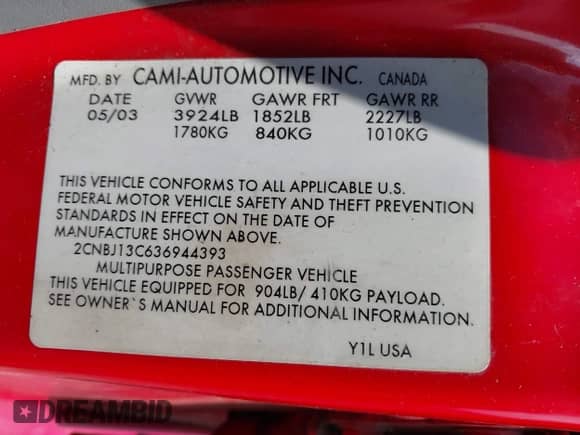 MFD. BY CAMI-AUTOMOTIVE INC. CANADA
DATE GVWR GAWR FRT GAWR RR
05/03 3924LB 1852LB 2227LB
1780KG 840KG 1010KG
THIS VEHICLE CONFORMS TO ALL APPLICABLE U.S.
FEDERAL MOTOR VEHICLE SAFETY AND THEFT PREVENTION
STANDARDS IN EFFECT ON THE DATE OF
MANUFACTURE SHOWN ABOVE.
2CNBJ13C636944393
MULTIPURPOSE PASSENGER VEHICLE
THIS VEHICLE EQUIPPED FOR 904LB/ 410KG PAYLOAD.
SEE OWNER`S MANUAL FOR ADDITIONAL INFORMATION.
Y1L USA
DREAMBID